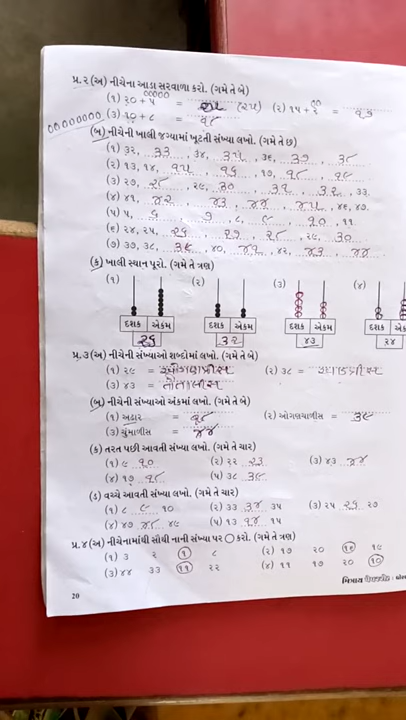 પ્ર.૨ (અ) નીચેના આડા સરવાળા કરો. (ગમે તે બે)
(૧) ૨૦ + ૫ = (૨૫) (૨) ૧૫ + ૧ = ૧૬
(૩) ૧૦ + ૮ = ૧૮
(બ) નીચેની ખાલી જગ્યામાં ખૂટતી સંખ્યા લખો. (ગમે તે છ)
(૧) ૩૨, ૩૩, ૩૪, ૩૫, ૩૬, ૩૭, ૩૮
(૨) ૧૩, ૧૪, ૧૫, ૧૬, ૧૭, ૧૮, ૧૯
(૩) ૨૭, ૨૮, ૨૯, ૩૦, ૩૧, ૩૨, ૩૩
(૪) ૪૧, ૪૨, ૪૩, ૪૪, ૪૫, ૪૬, ૪૭
(૫) ૫, ૬, ૭, ૮, ૯, ૧૦, ૧૧
(૬) ૨૪, ૨૫, ૨૬, ૨૭, ૨૮, ૨૯, ૩૦
(૭) ૩૭, ૩૮, ૩૯, ૪૦, ૪૧, ૪૨, ૪૩, ૪૪
(ક) ખાલી સ્થાન પૂરો. (ગમે તે ત્રણ)
(૧) (૨) (૩) (૪)
દશક એકમ દશક એકમ દશક એકમ દશક એકમ
૨૬ ૩૨ ૪૩ ૨૪
પ્ર.૩ (અ) નીચેની સંખ્યાઓ શબ્દોમાં લખો. (ગમે તે બે)
(૧) ૨૯ = ઓગણત્રીસ (૨) ૩૮ =
(૩) ૪૩ = તેતાલીસ
(બ) નીચેની સંખ્યાઓ અંકમાં લખો. (ગમે તે બે)
(૧) અઢાર = ૧૮ (૨) ઓગણચાળીસ = ૩૯
(૩) ચુંમાળીસ = ૪૪
(ક) તરત પછી આવતી સંખ્યા લખો. (ગમે તે ચાર)
(૧) ૯ ૧૦ (૨) ૨૨ ૨૩ (૩) ૪૩ ૪૪
(૪) ૧૭ ૧૮ (૫) ૩૮ ૩૯
(ડ) વચ્ચે આવતી સંખ્યા લખો. (ગમે તે ચાર)
(૧) ૮ ૯ ૧૦ (૨) ૩૩ ૩૪ ૩૫ (૩) ૨૫ ૨૬ ૨૭
(૪) ૪૭ ૪૮ ૪૯ (૫) ૧૩ ૧૪ ૧૫
પ્ર.૪ (અ) નીચેનામાંથી સૌથી નાની સંખ્યા પર ○ કરો. (ગમે તે ત્રણ)
(૧) ૩ ૨ ૧ ૮ (૨) ૧૭ ૨૦ ૧૯
(૩) ૪૪ ૩૩ ૧૧ ૨૨ (૪) ૧૧ ૧૭ ૨૦ ૧૦
20